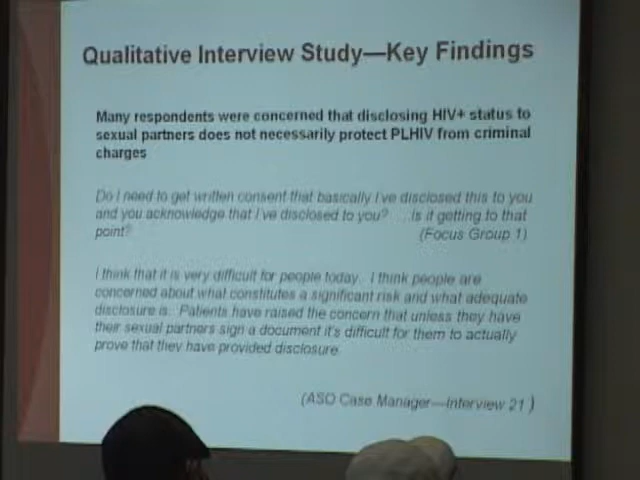 Qualitative Interview Study—Key Findings
Many respondents were concerned that disclosing HIV+ status to
sexual partners does not necessarily protect PLHIV from criminal
charges
Do I need to get written consent that basically I've disclosed this to you
and you acknowledge that I've disclosed to you? ... Is it getting to that
point? (Focus Group 1)
I think that it is very difficult for people today. I think people are
concerned about what constitutes a significant risk and what adequate
disclosure is. Patients have raised the concern that unless they have
their sexual partners sign a document it's difficult for them to actually
prove that they have provided disclosure.
(ASO Case Manager—Interview 21 )